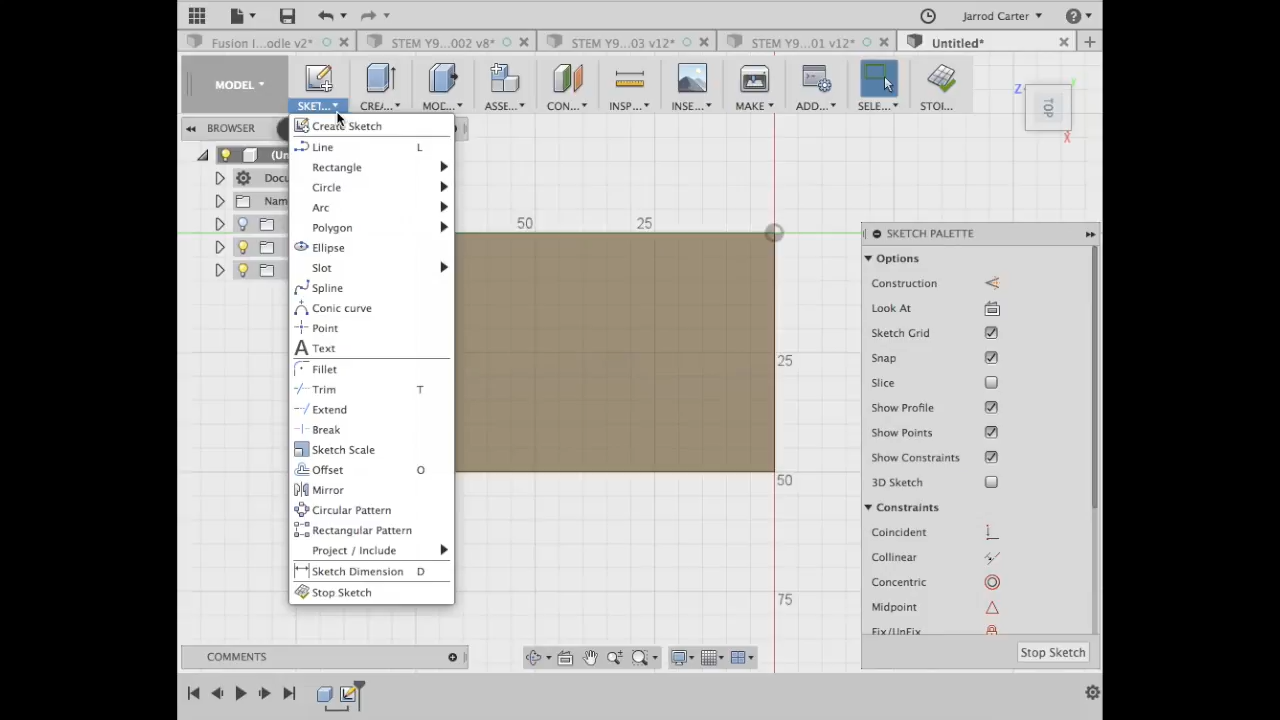 Jarrod Carter
Fusion I...odle v2*
STEM Y9...002 v8*
STEM Y9...03 v12*
STEM Y9...01 v12*
Untitled*
MODEL
SKET...
CREA...
MOD...
ASSE...
CON...
INSP...
INSE...
MAKE
ADD...
SELE...
STOP...
BROWSER
Create Sketch
Line L
Rectangle
Circle
Arc
Polygon
Ellipse
Slot
Spline
Conic curve
Point
Text
Fillet
Trim T
Extend
Break
Sketch Scale
Offset O
Mirror
Circular Pattern
Rectangular Pattern
Project / Include
Sketch Dimension D
Stop Sketch
(Un
Docu
Nam
50
25
25
50
75
Z
TOP
X
SKETCH PALETTE
Options
Construction
Look At
Sketch Grid
Snap
Slice
Show Profile
Show Points
Show Constraints
3D Sketch
Constraints
Coincident
Collinear
Concentric
Midpoint
Fix/UnFix
Stop Sketch
COMMENTS